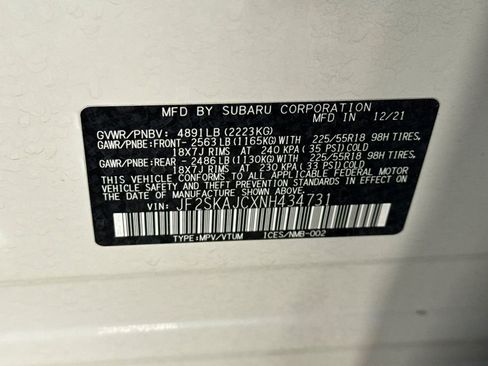 MFD BY SUBARU CORPORATION
MFD IN 12/21
GVWR/PNBV: 4891LB(2223KG)
GAWR/PNBE:FRONT- 2563LB(1165KG)WITH 225/55R18 98H TIRES,
18X7J RIMS AT 240 KPA(35 PSI)COLD
GAWR/PNBE:REAR - 2486LB(1130KG)WITH 225/55R18 98H TIRES,
18X7J RIMS AT 230 KPA(33 PSI)COLD
THIS VEHICLE CONFORMS TO ALL APPLICABLE FEDERAL MOTOR
VEHICLE SAFETY, BUMPER, AND THEFT PREVENTION STANDARDS
IN EFFECT ON THE DATE OF MANUFACTURE SHOWN ABOVE.
VIN: JF2SKAJCXNH434731
TYPE:MPV/VTUM ICES/NMB-002